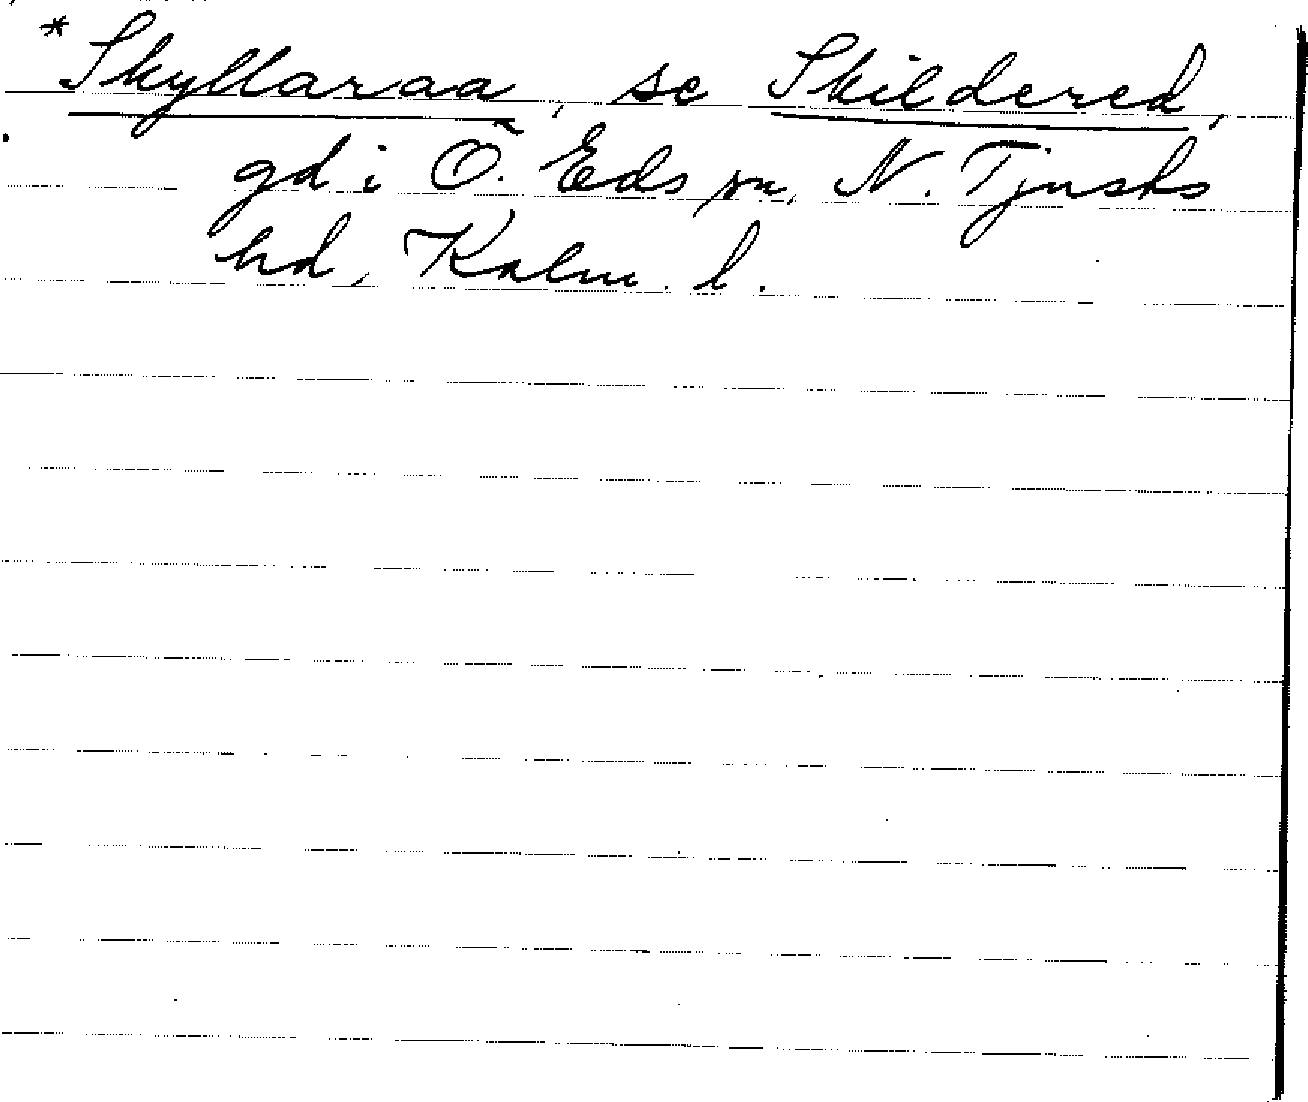 *Skyllaraa, se Skildered,
gd i Ö. Eds sn, N. Tjusts
hd, Kalm. l.